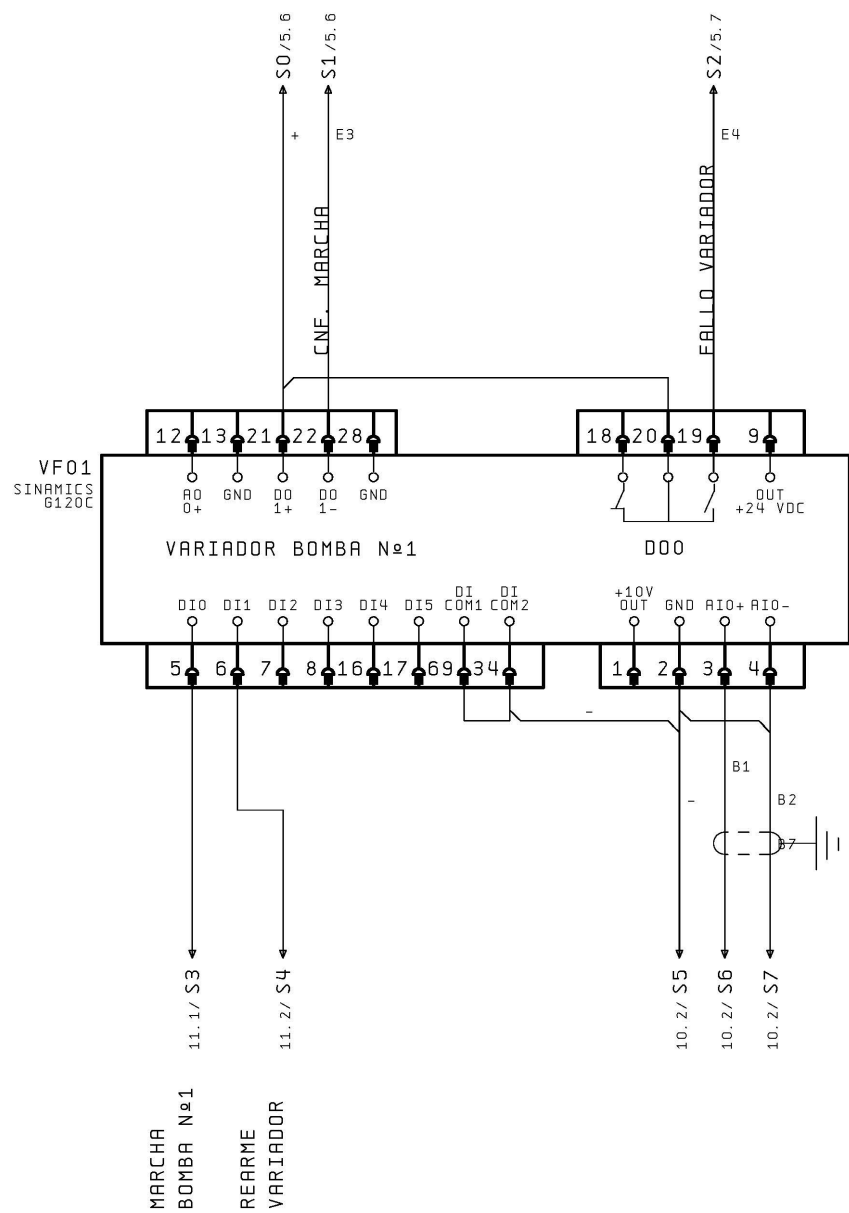 S0/5.6
S1/5.6
S2/5.7
+
E3
E4
CNF. MARCHA
FALLO VARIADOR
12 13 21 22 28
18 20 19 9
VF01
SINAMICS
G120C
AO
0+
GND
DO
1+
DO
1-
GND
OUT
+24 VDC
VARIADOR BOMBA Nº1
DO0
DI0 DI1 DI2 DI3 DI4 DI5
DI
COM1
DI
COM2
+10V
OUT
GND AI0+ AI0-
5 6 7 8 16 17 69 34
1 2 3 4
-
B1
-
B2
B7
11.1/S3
11.2/S4
10.2/S5
10.2/S6
10.2/S7
MARCHA
BOMBA Nº1
REARME
VARIADOR